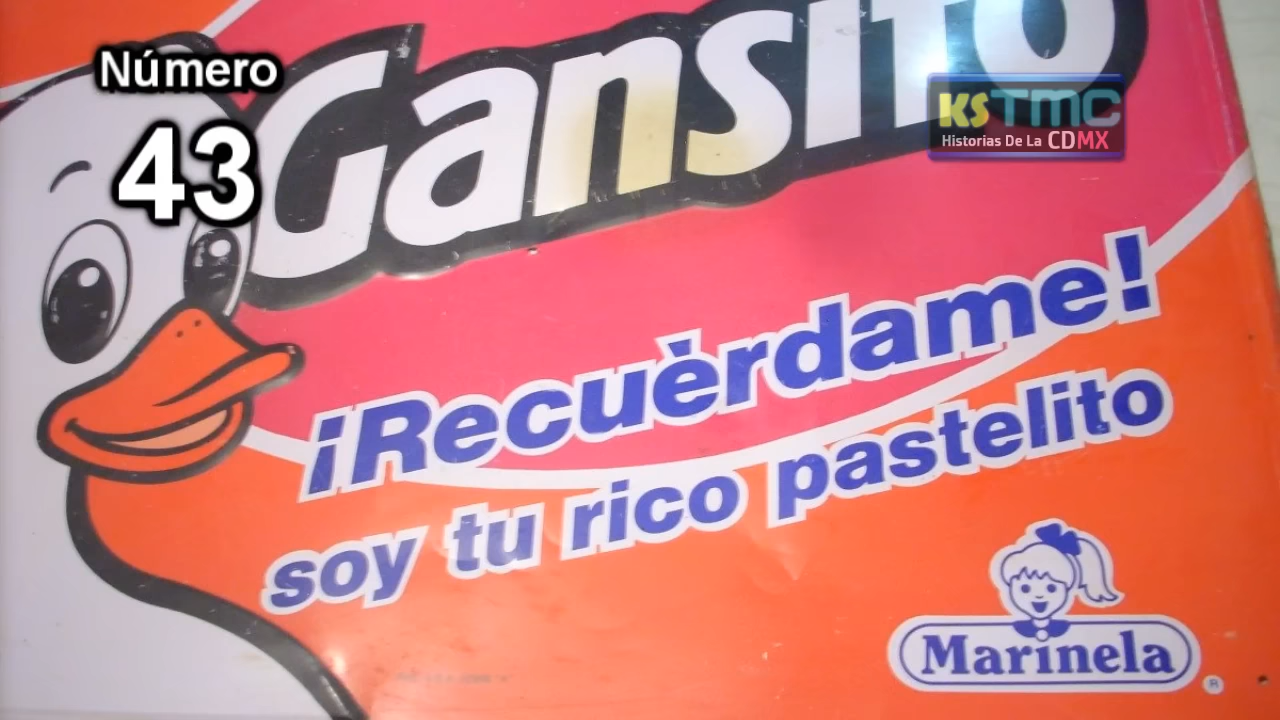 Número
43
Gansito
KSTMC
Historias De La CDMX
¡Recuèrdame!
soy tu rico pastelito
Marinela
®